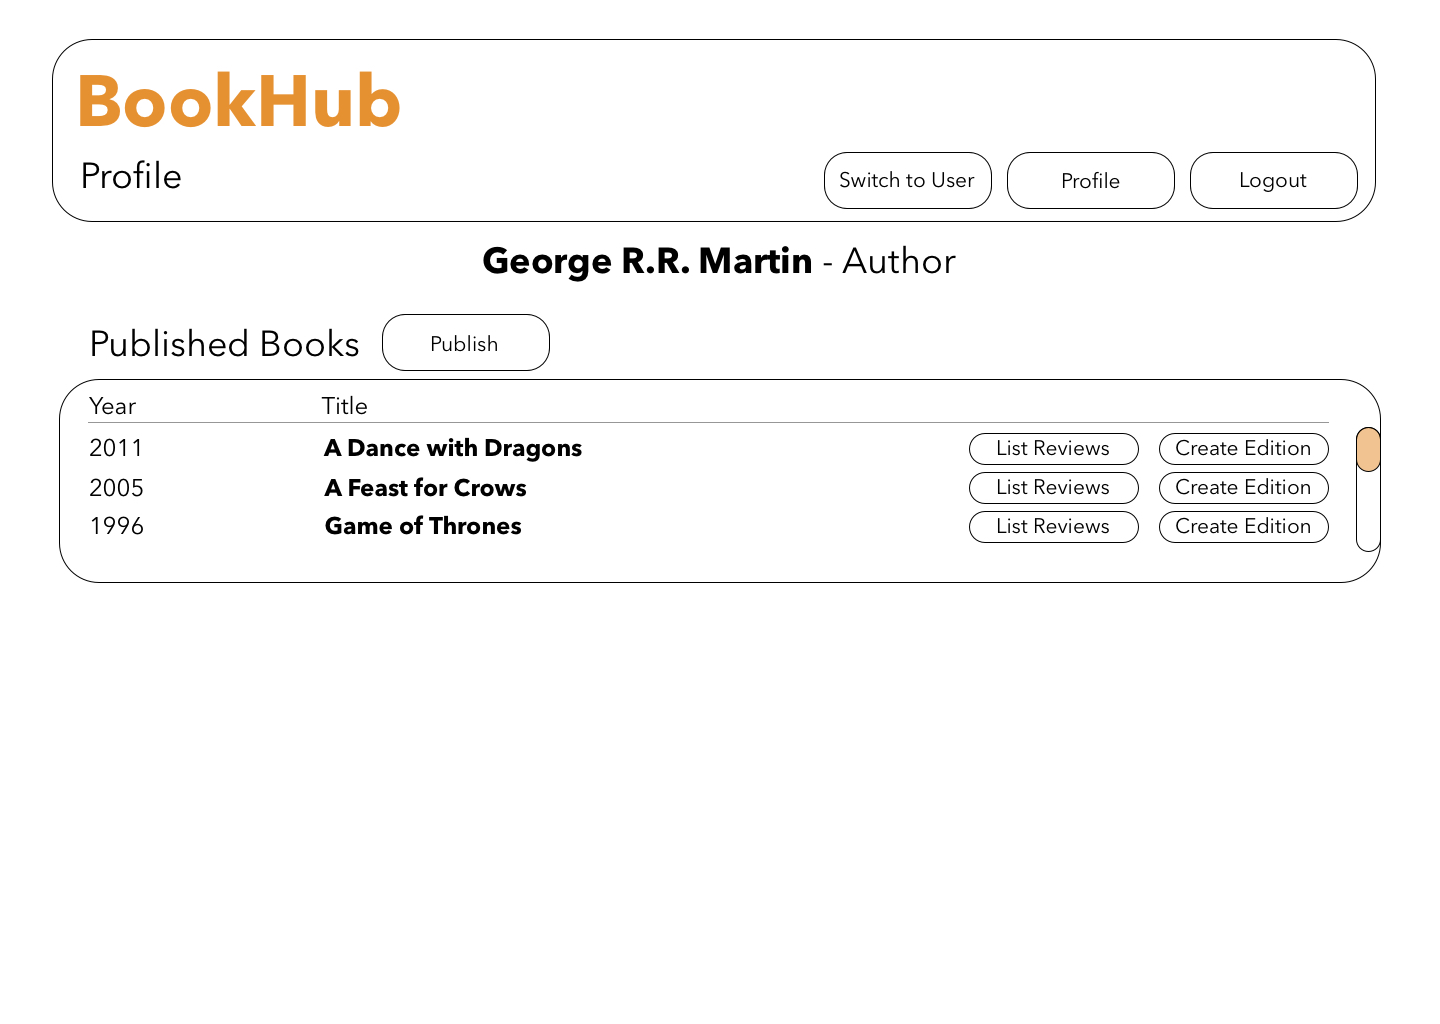 BookHub
Profile
Switch to User
Profile
Logout
George R.R. Martin - Author
Published Books
Publish
Year Title
2011 A Dance with Dragons List Reviews Create Edition
2005 A Feast for Crows List Reviews Create Edition
1996 Game of Thrones List Reviews Create Edition